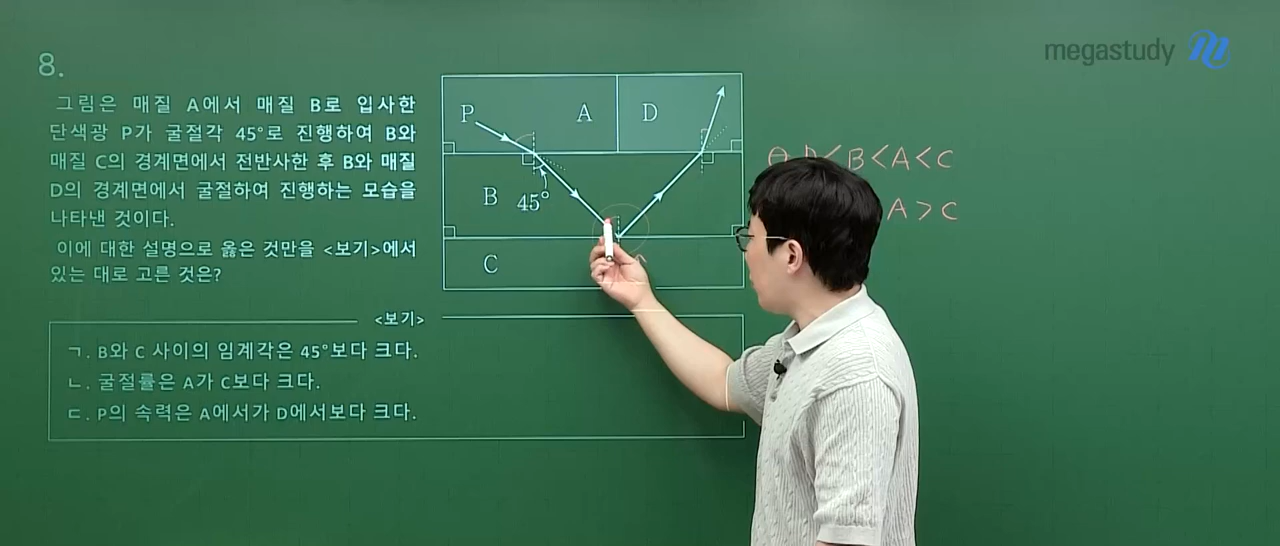 megastudy
8.
그림은 매질 A에서 매질 B로 입사한
단색광 P가 굴절각 45°로 진행하여 B와
매질 C의 경계면에서 전반사한 후 B와 매질
D의 경계면에서 굴절하여 진행하는 모습을
나타낸 것이다.
이에 대한 설명으로 옳은 것만을 <보기>에서
있는 대로 고른 것은?
P A D
B 45°
C
<보기>
ㄱ. B와 C 사이의 임계각은 45°보다 크다.
ㄴ. 굴절률은 A가 C보다 크다.
ㄷ. P의 속력은 A에서가 D에서보다 크다.
B<A<C
A>C